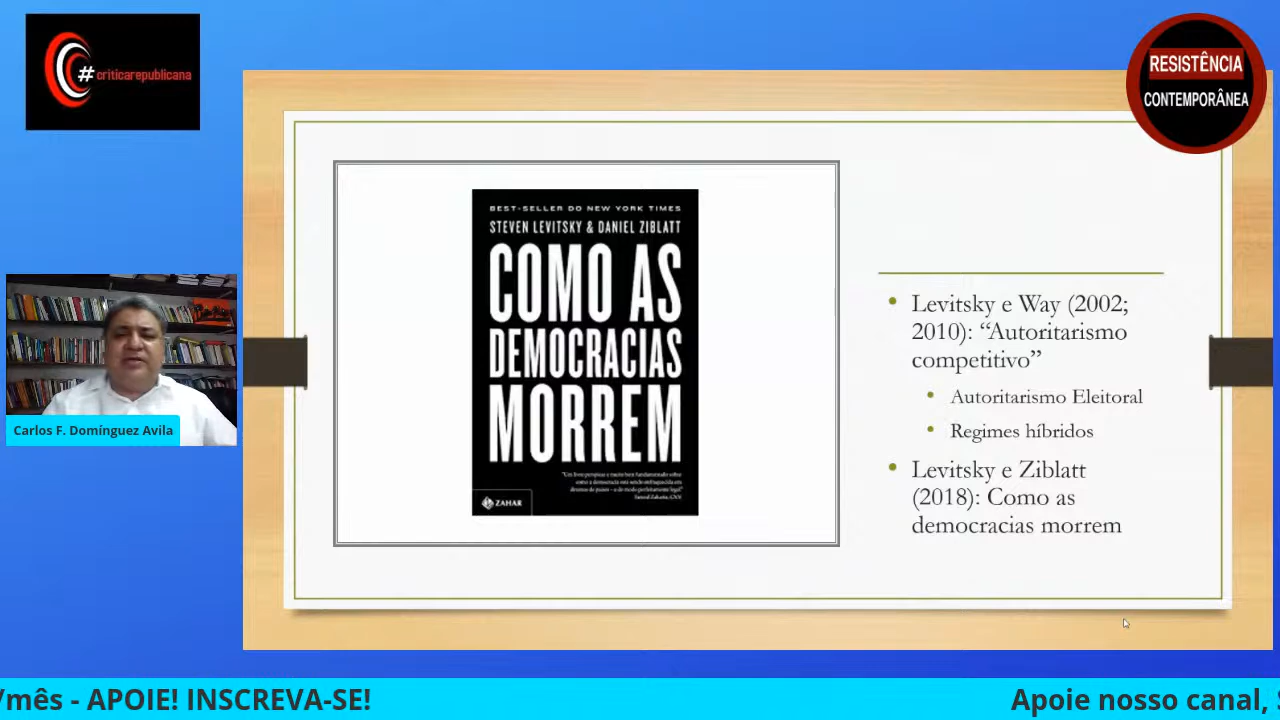 #criticarepublicana
RESISTÊNCIA
CONTEMPORÂNEA
BEST-SELLER DO NEW YORK TIMES
STEVEN LEVITSKY & DANIEL ZIBLATT
COMO AS
DEMOCRACIAS
MORREM
ZAHAR
• Levitsky e Way (2002;
2010): “Autoritarismo
competitivo”
• Autoritarismo Eleitoral
• Regimes híbridos
• Levitsky e Ziblatt
(2018): Como as
democracias morrem
Carlos F. Domínguez Avila
/mês - APOIE! INSCREVA-SE!
Apoie nosso canal,